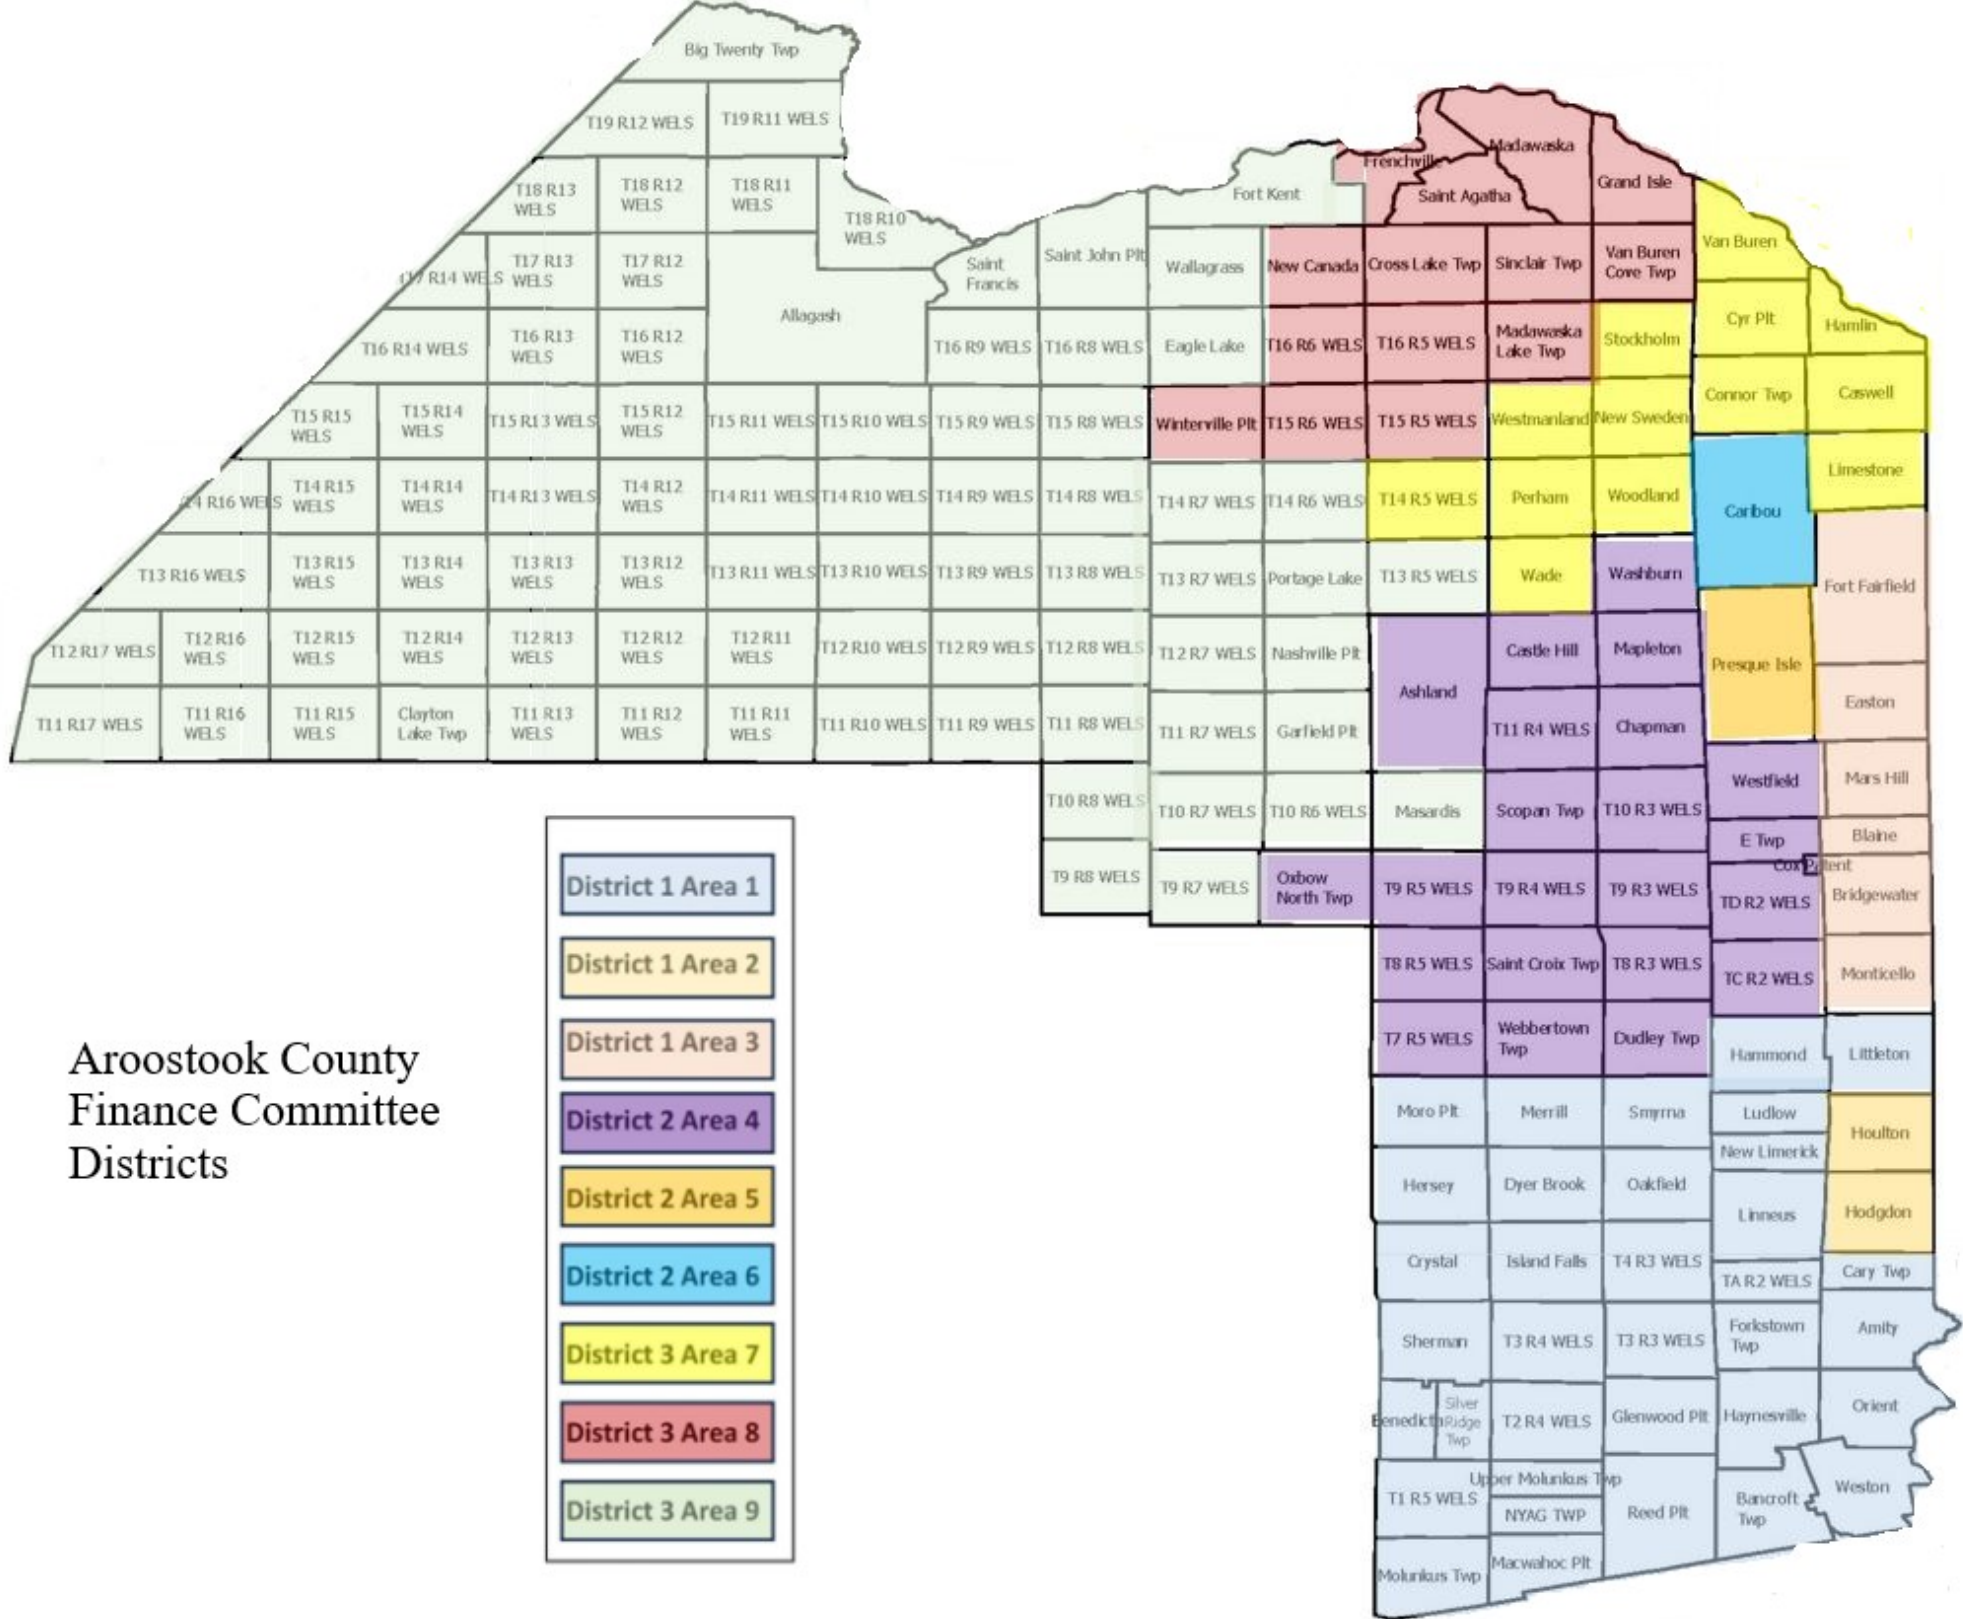 Big Twenty Twp
T19 R12 WELS
T19 R11 WELS
T18 R13
WELS
T18 R12
WELS
T18 R11
WELS
T18 R10
WELS
Fort Kent
Frenchville
Madawaska
Saint Agatha
Grand Isle
R14 WELS
T17 R13
WELS
T17 R12
WELS
Allagash
Saint
Francis
Saint John Plt
Wallagrass
New Canada
Cross Lake Twp
Sinclair Twp
Van Buren
Cove Twp
Van Buren
T16 R14 WELS
T16 R13
WELS
T16 R12
WELS
T16 R9 WELS
T16 R8 WELS
Eagle Lake
T16 R6 WELS
T16 R5 WELS
Madawaska
Lake Twp
Stockholm
Cyr Plt
Hamlin
T15 R15
WELS
T15 R14
WELS
T15 R13 WELS
T15 R12
WELS
T15 R11 WELS
T15 R10 WELS
T15 R9 WELS
T15 R8 WELS
Winterville Plt
T15 R6 WELS
T15 R5 WELS
Westmanland
New Sweden
Connor Twp
Caswell
R16 WELS
T14 R15
WELS
T14 R14
WELS
T14 R13 WELS
T14 R12
WELS
T14 R11 WELS
T14 R10 WELS
T14 R9 WELS
T14 R8 WELS
T14 R7 WELS
T14 R6 WELS
T14 R5 WELS
Perham
Woodland
Caribou
Limestone
T13 R16 WELS
T13 R15
WELS
T13 R14
WELS
T13 R13
WELS
T13 R12
WELS
T13 R11 WELS
T13 R10 WELS
T13 R9 WELS
T13 R8 WELS
T13 R7 WELS
Portage Lake
T13 R5 WELS
Wade
Washburn
Fort Fairfield
T12 R17 WELS
T12 R16
WELS
T12 R15
WELS
T12 R14
WELS
T12 R13
WELS
T12 R12
WELS
T12 R11
WELS
T12 R10 WELS
T12 R9 WELS
T12 R8 WELS
T12 R7 WELS
Nashville Plt
Ashland
Castle Hill
Mapleton
Presque Isle
Easton
T11 R17 WELS
T11 R16
WELS
T11 R15
WELS
Clayton
Lake Twp
T11 R13
WELS
T11 R12
WELS
T11 R11
WELS
T11 R10 WELS
T11 R9 WELS
T11 R8 WELS
T11 R7 WELS
Garfield Plt
T11 R4 WELS
Chapman
Westfield
Mars Hill
T10 R8 WELS
T10 R7 WELS
T10 R6 WELS
Masardis
Scopan Twp
T10 R3 WELS
E Twp
Blaine
Cox Patent
T9 R8 WELS
T9 R7 WELS
Oxbow
North Twp
T9 R5 WELS
T9 R4 WELS
T9 R3 WELS
TD R2 WELS
Bridgewater
T8 R5 WELS
Saint Croix Twp
T8 R3 WELS
TC R2 WELS
Monticello
T7 R5 WELS
Webbertown
Twp
Dudley Twp
Hammond
Littleton
Moro Plt
Merrill
Smyrna
Ludlow
New Limerick
Houlton
Hersey
Dyer Brook
Oakfield
Linneus
Hodgdon
Crystal
Island Falls
T4 R3 WELS
TA R2 WELS
Cary Twp
Sherman
T3 R4 WELS
T3 R3 WELS
Forkstown
Twp
Amity
Silver
Ridge
Twp
T2 R4 WELS
Glenwood Plt
Haynesville
Orient
T1 R5 WELS
Upper Molunkus Twp
NYAG TWP
Reed Plt
Bancroft
Twp
Weston
Molunkus Twp
Macwahoc Plt
Aroostook County
Finance Committee
Districts
District 1 Area 1
District 1 Area 2
District 1 Area 3
District 2 Area 4
District 2 Area 5
District 2 Area 6
District 3 Area 7
District 3 Area 8
District 3 Area 9